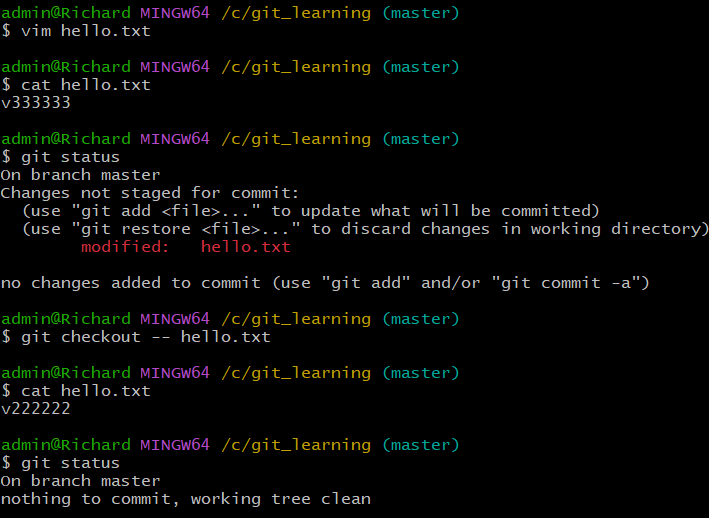 admin@Richard MINGW64 /c/git_learning (master)
$ vim hello.txt
admin@Richard MINGW64 /c/git_learning (master)
$ cat hello.txt
v333333
admin@Richard MINGW64 /c/git_learning (master)
$ git status
On branch master
Changes not staged for commit:
  (use "git add <file>..." to update what will be committed)
  (use "git restore <file>..." to discard changes in working directory)
        modified:   hello.txt
no changes added to commit (use "git add" and/or "git commit -a")
admin@Richard MINGW64 /c/git_learning (master)
$ git checkout -- hello.txt
admin@Richard MINGW64 /c/git_learning (master)
$ cat hello.txt
v222222
admin@Richard MINGW64 /c/git_learning (master)
$ git status
On branch master
nothing to commit, working tree clean